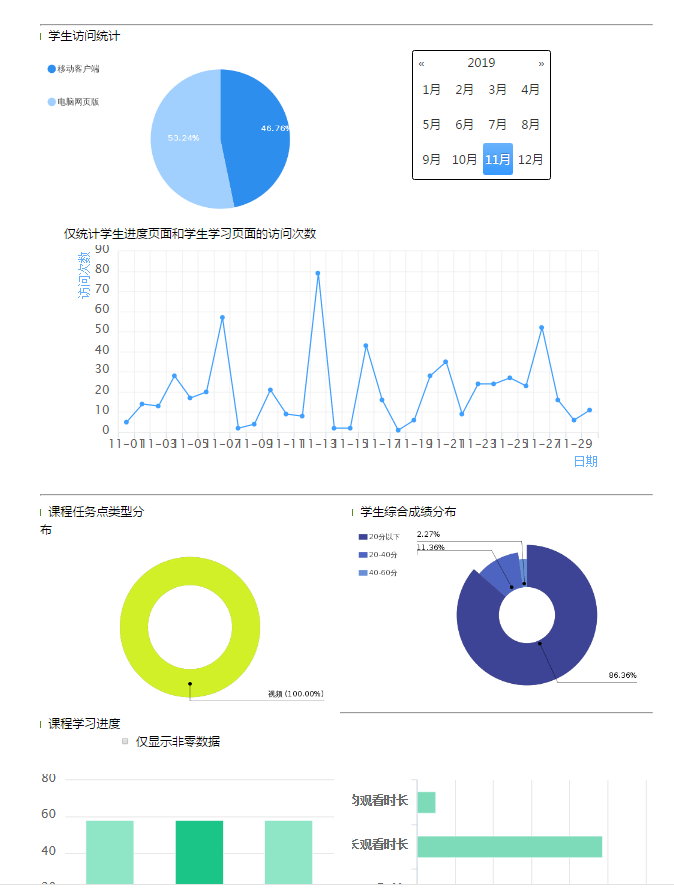 学生访问统计
移动客户端
电脑网页版
46.76%
53.24%
« 2019 »
1月 2月 3月 4月
5月 6月 7月 8月
9月 10月 11月 12月
仅统计学生进度页面和学生学习页面的访问次数
访问次数
90
80
70
60
50
40
30
20
10
0
11-01 11-03 11-05 11-07 11-09 11-11 11-13 11-15 11-17 11-19 11-21 11-23 11-25 11-27 11-29
日期
课程任务点类型分
布
视频 (100.00%)
学生综合成绩分布
20分以下
20-40分
40-60分
2.27%
11.36%
86.36%
课程学习进度
仅显示非零数据
80
60
40
观看时长
观看时长